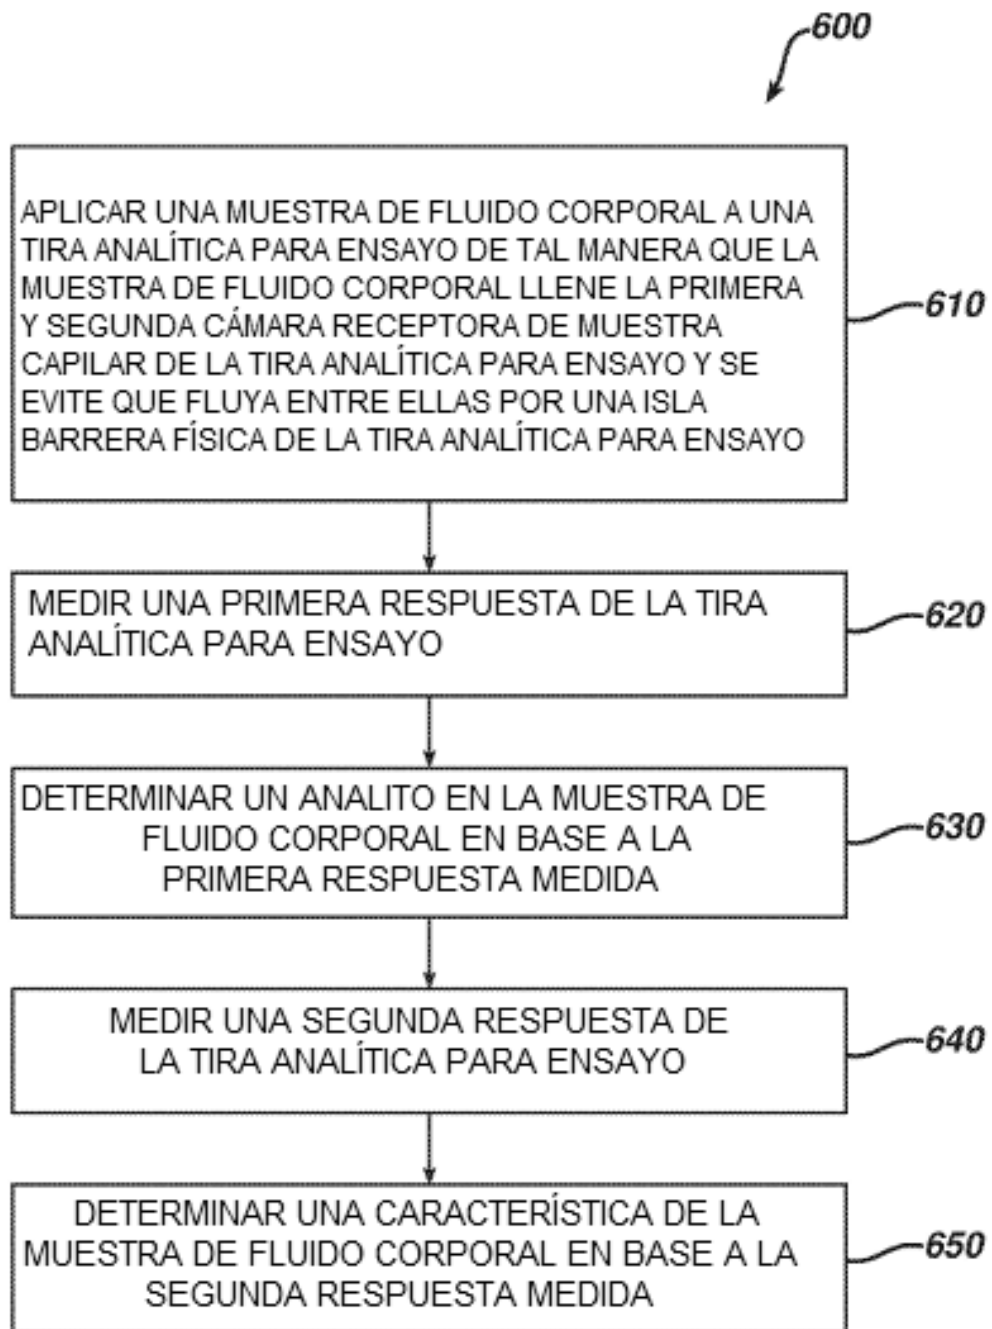 600
APLICAR UNA MUESTRA DE FLUIDO CORPORAL A UNA
TIRA ANALÍTICA PARA ENSAYO DE TAL MANERA QUE LA
MUESTRA DE FLUIDO CORPORAL LLENE LA PRIMERA
Y SEGUNDA CÁMARA RECEPTORA DE MUESTRA
CAPILAR DE LA TIRA ANALÍTICA PARA ENSAYO Y SE
EVITE QUE FLUYA ENTRE ELLAS POR UNA ISLA
BARRERA FÍSICA DE LA TIRA ANALÍTICA PARA ENSAYO
610
MEDIR UNA PRIMERA RESPUESTA DE LA TIRA
ANALÍTICA PARA ENSAYO
620
DETERMINAR UN ANALITO EN LA MUESTRA DE
FLUIDO CORPORAL EN BASE A LA
PRIMERA RESPUESTA MEDIDA
630
MEDIR UNA SEGUNDA RESPUESTA DE
LA TIRA ANALÍTICA PARA ENSAYO
640
DETERMINAR UNA CARACTERÍSTICA DE LA
MUESTRA DE FLUIDO CORPORAL EN BASE A LA
SEGUNDA RESPUESTA MEDIDA
650